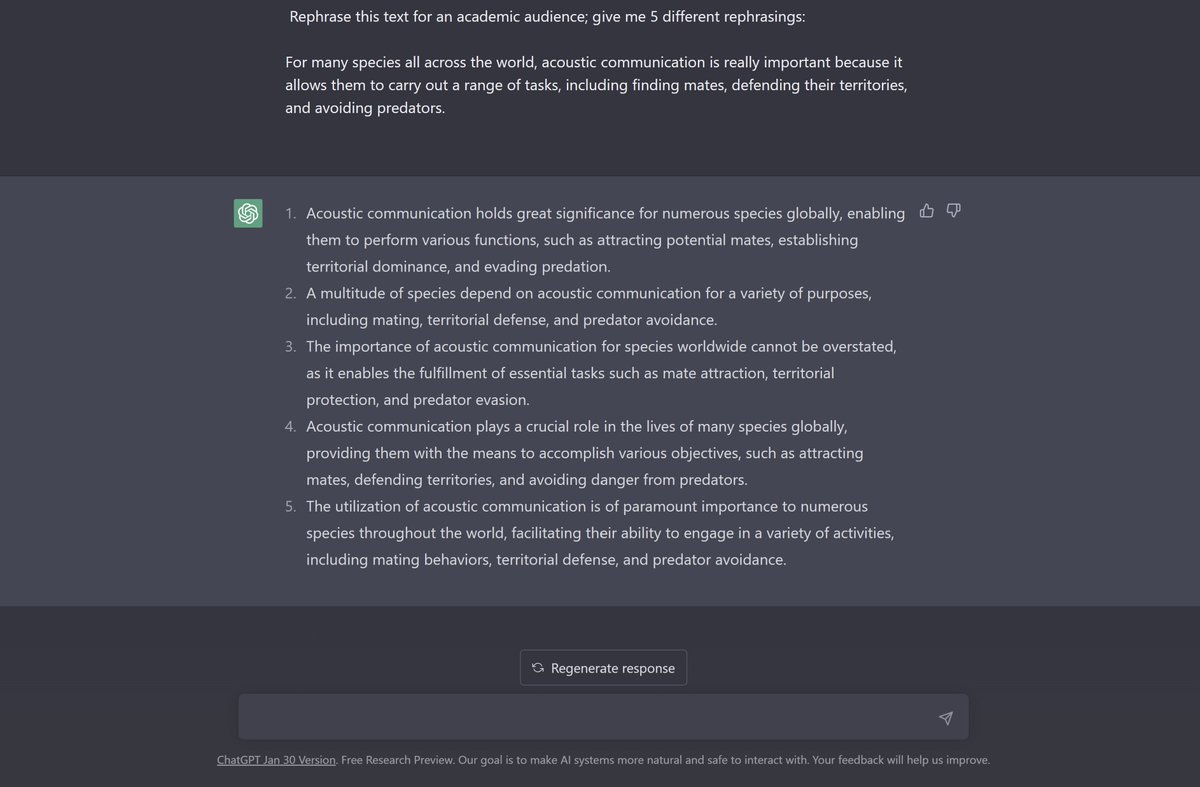 Rephrase this text for an academic audience; give me 5 different rephrasings:
For many species all across the world, acoustic communication is really important because it
allows them to carry out a range of tasks, including finding mates, defending their territories,
and avoiding predators.
1. Acoustic communication holds great significance for numerous species globally, enabling
them to perform various functions, such as attracting potential mates, establishing
territorial dominance, and evading predation.
2. A multitude of species depend on acoustic communication for a variety of purposes,
including mating, territorial defense, and predator avoidance.
3. The importance of acoustic communication for species worldwide cannot be overstated,
as it enables the fulfillment of essential tasks such as mate attraction, territorial
protection, and predator evasion.
4. Acoustic communication plays a crucial role in the lives of many species globally,
providing them with the means to accomplish various objectives, such as attracting
mates, defending territories, and avoiding danger from predators.
5. The utilization of acoustic communication is of paramount importance to numerous
species throughout the world, facilitating their ability to engage in a variety of activities,
including mating behaviors, territorial defense, and predator avoidance.
Regenerate response
ChatGPT Jan 30 Version. Free Research Preview. Our goal is to make AI systems more natural and safe to interact with. Your feedback will help us improve.